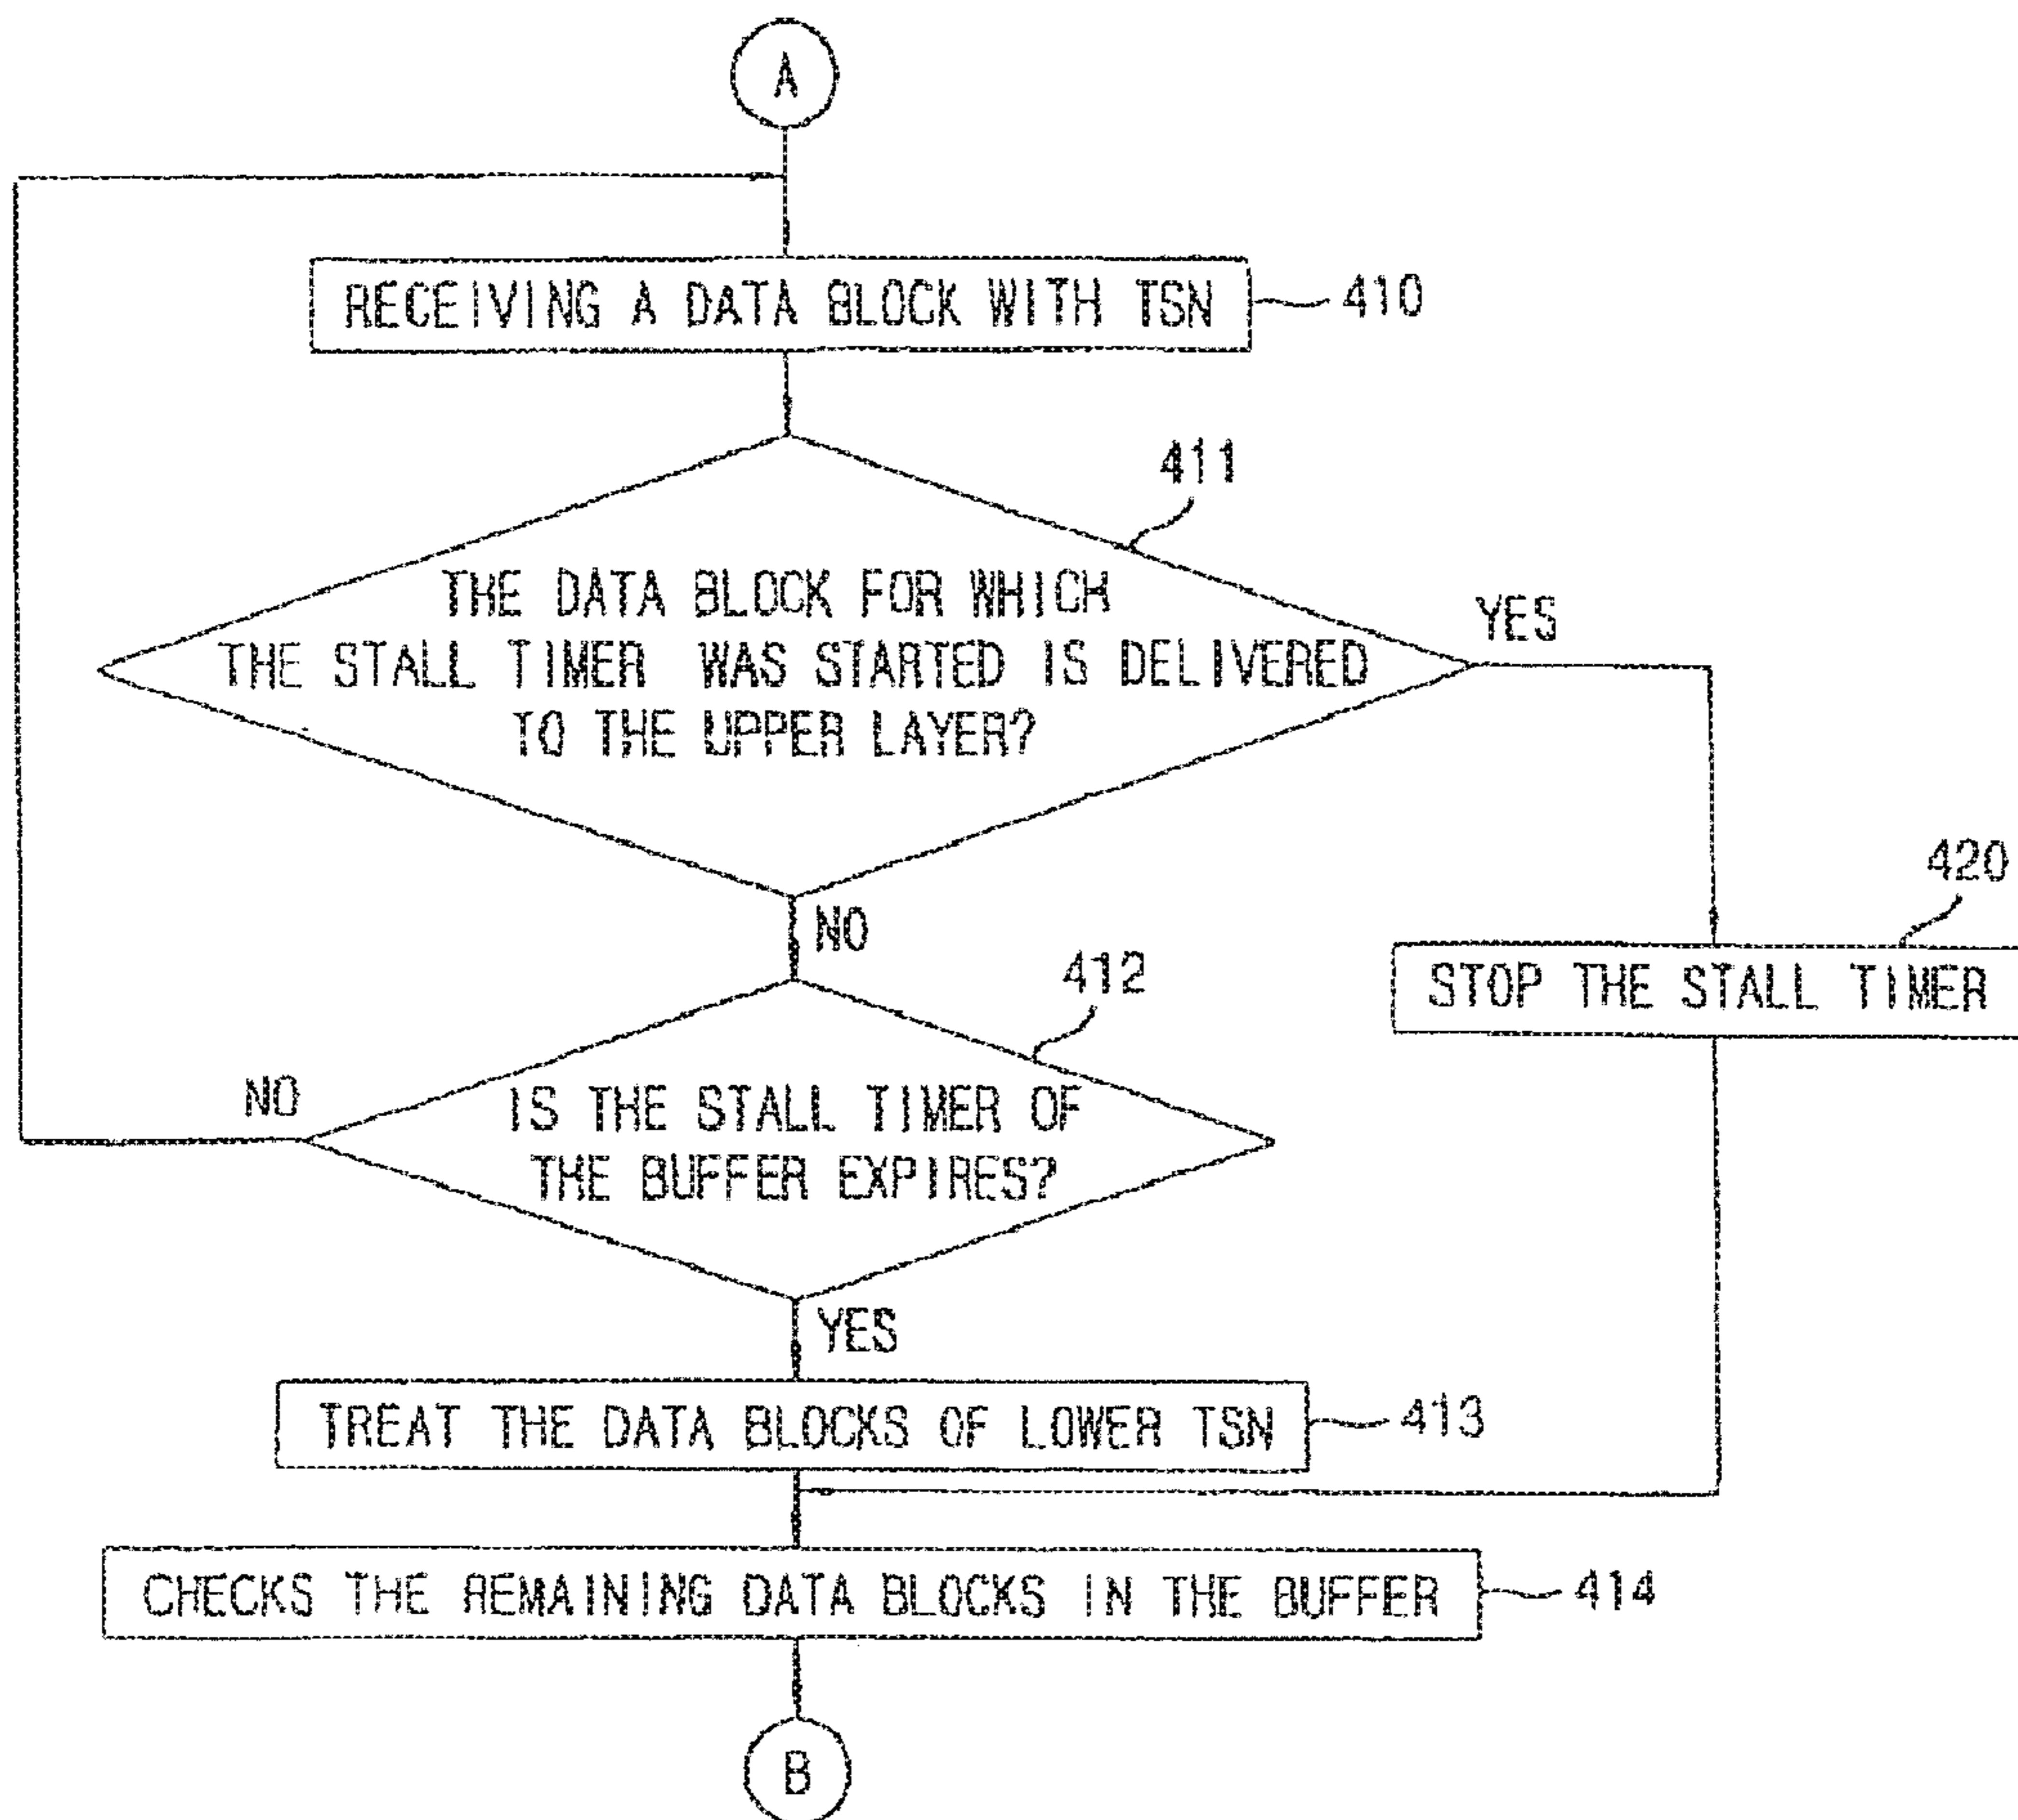 A
RECEIVING A DATA BLOCK WITH TSN
410
411
THE DATA BLOCK FOR WHICH
THE STALL TIMER WAS STARTED IS DELIVERED
TO THE UPPER LAYER?
YES
NO
420
STOP THE STALL TIMER
412
IS THE STALL TIMER OF
THE BUFFER EXPIRES?
NO
YES
TREAT THE DATA BLOCKS OF LOWER TSN
413
CHECKS THE REMAINING DATA BLOCKS IN THE BUFFER
414
B